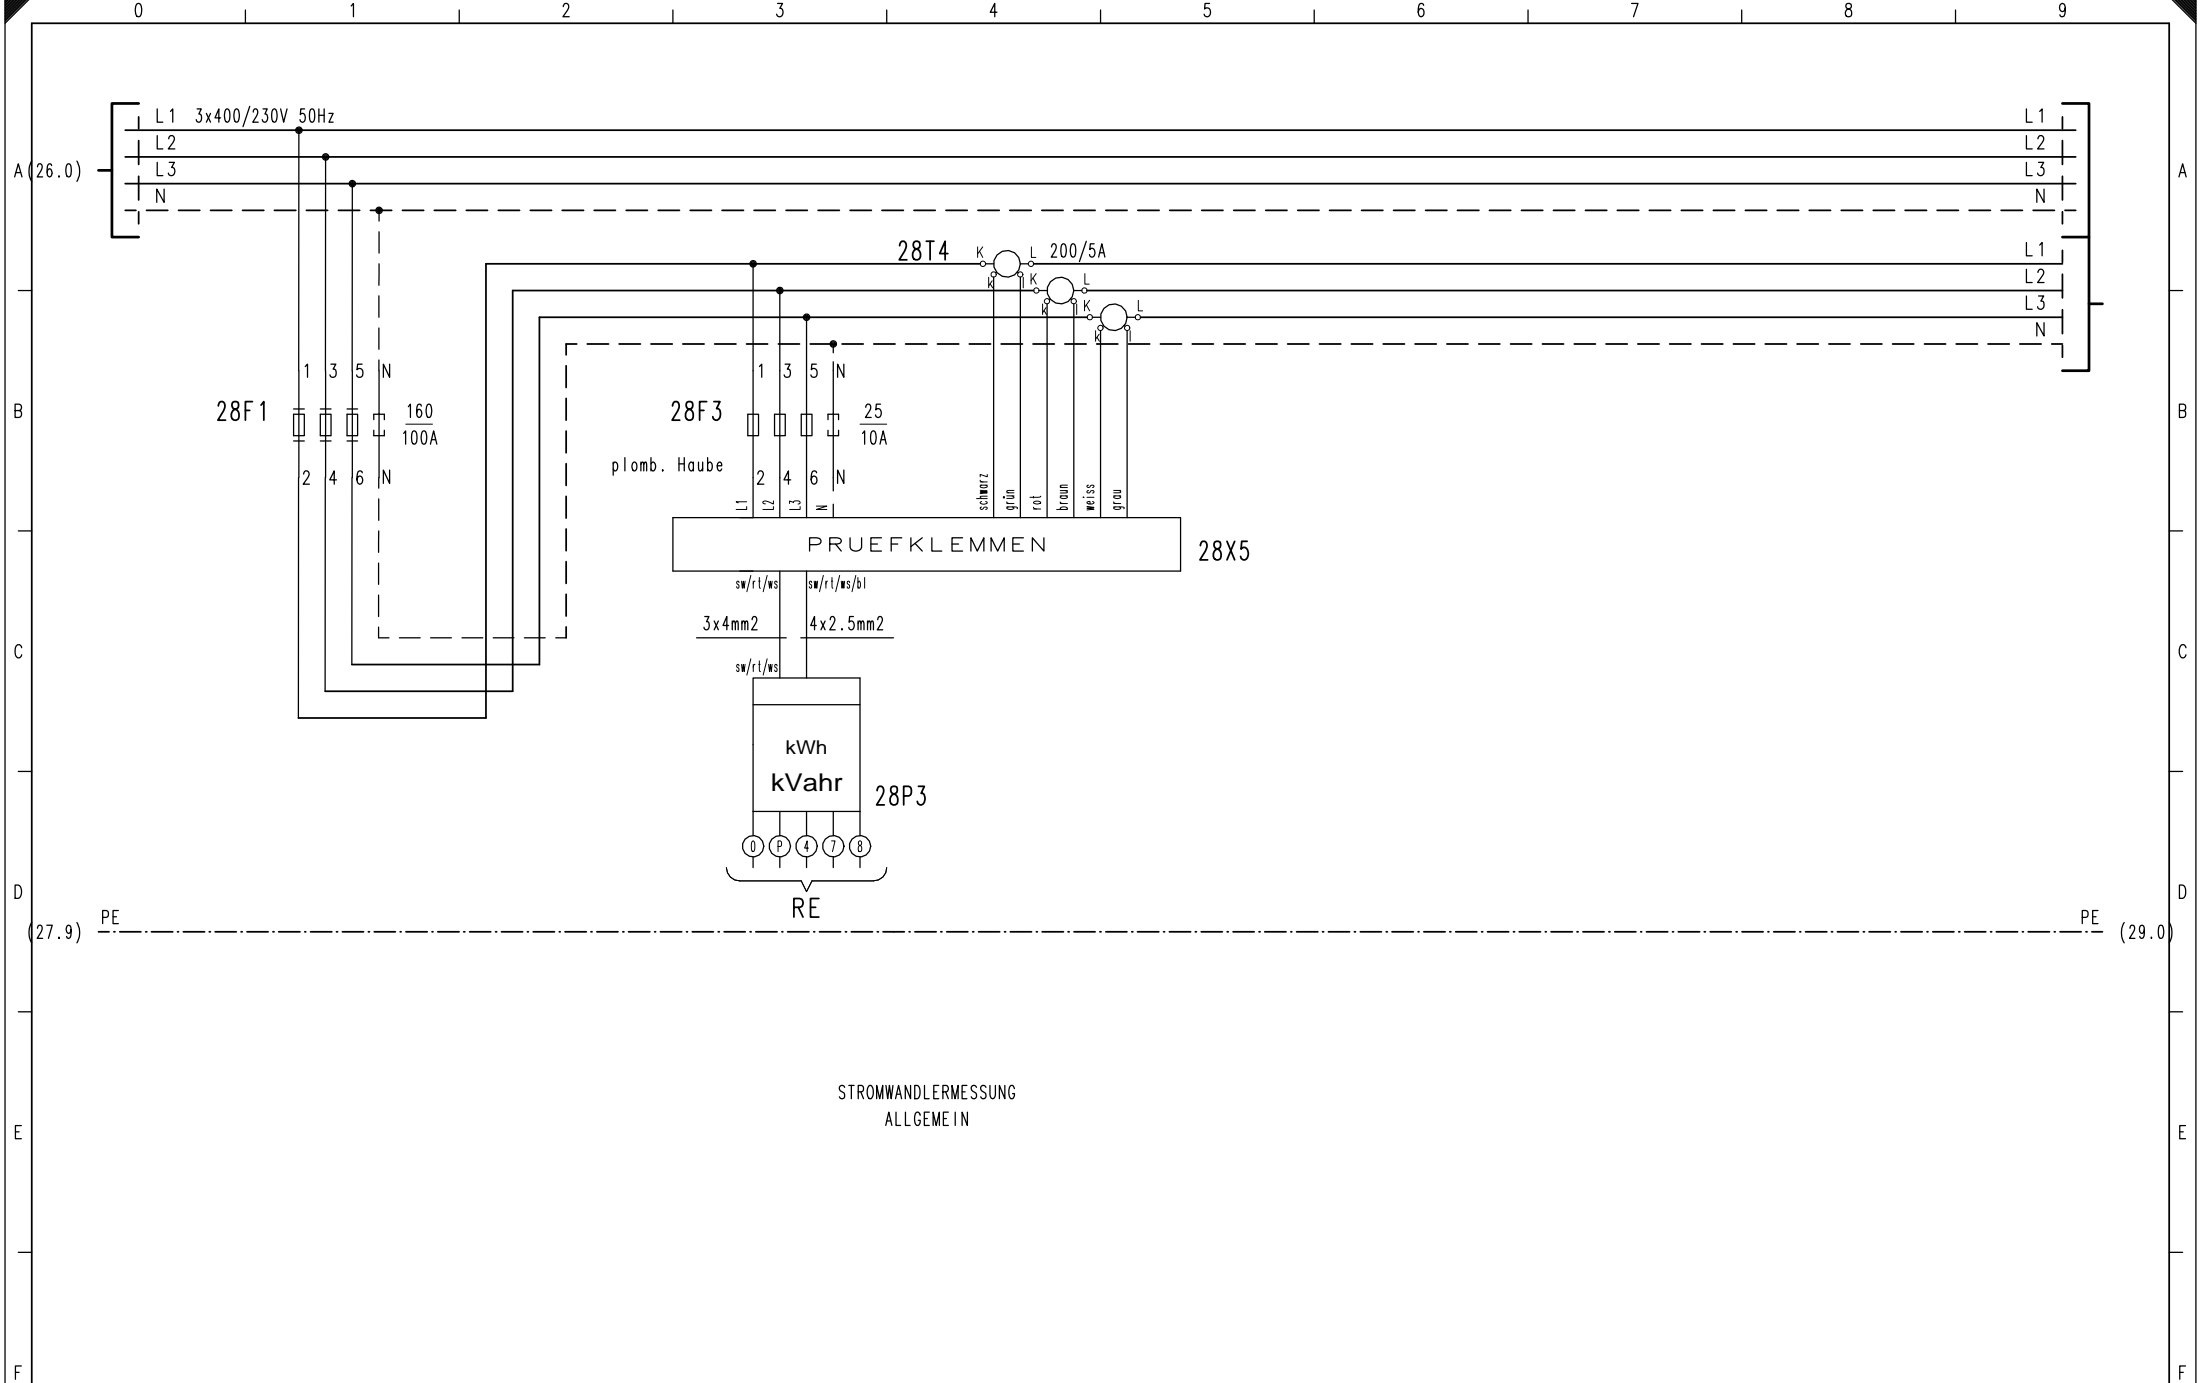 0 1 2 3 4 5 6 7 8 9
L1 3x400/230V 50Hz L1
L2 L2
A (26.0) L3 L3 A
N N
28T4 K L 200/5A L1
k l K L L2
k l K L L3
k l N
1 3 5 N 1 3 5 N
B 28F1 160 28F3 25 B
100A 10A
plomb. Haube
2 4 6 N 2 4 6 N
L1 L2 L3 N schwarz grün rot braun weiss grau
PRUEFKLEMMEN 28X5
sw/rt/ws sw/rt/ws/bl
3x4mm2 4x2.5mm2
C C
sw/rt/ws
kWh
kVahr
28P3
0 P 4 7 8
D D
RE
PE PE
(27.9) (29.0)
STROMWANDLERMESSUNG
ALLGEMEIN
E E
F F